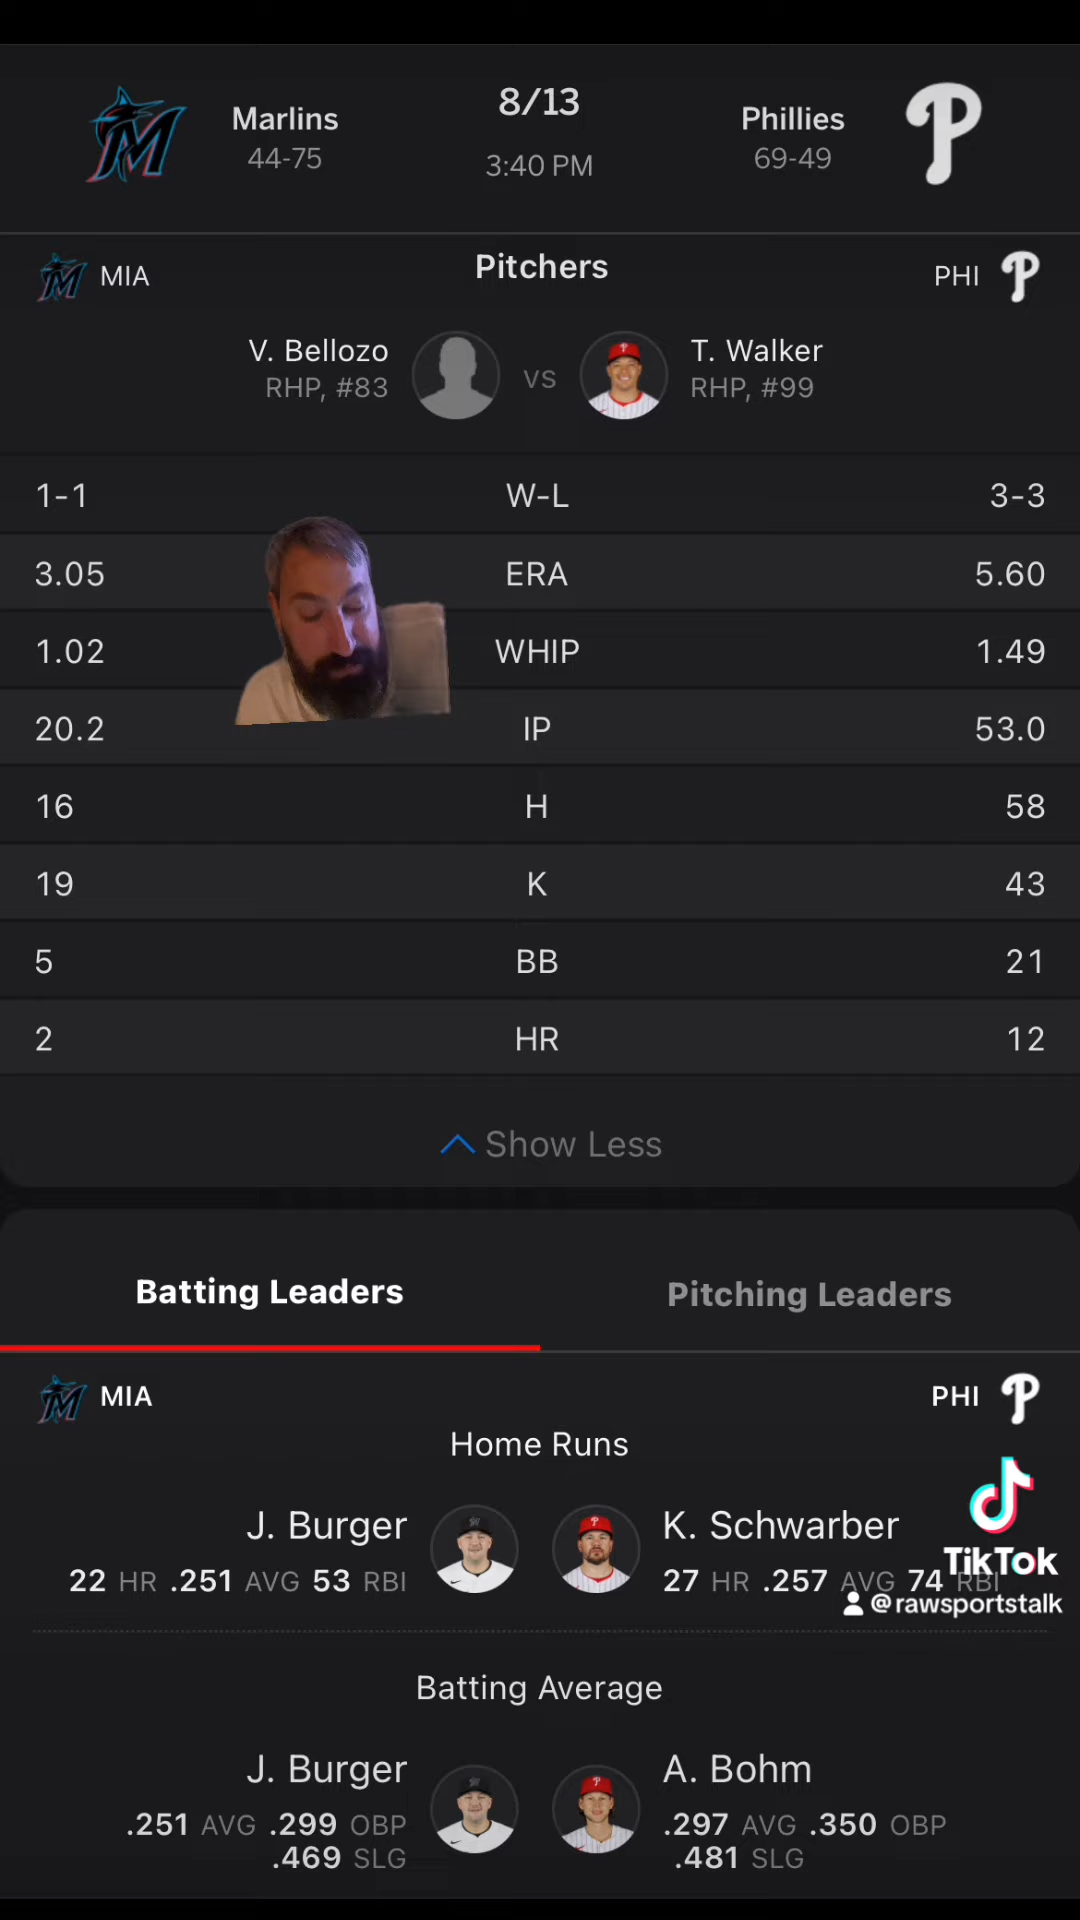 Marlins
44-75
8/13
3:40 PM
Phillies
69-49
MIA
Pitchers
PHI
V. Bellozo
RHP, #83
vs
T. Walker
RHP, #99
1-1 W-L 3-3
3.05 ERA 5.60
1.02 WHIP 1.49
20.2 IP 53.0
16 H 58
19 K 43
5 BB 21
2 HR 12
Show Less
Batting Leaders
Pitching Leaders
MIA
PHI
Home Runs
J. Burger
22 HR .251 AVG 53 RBI
K. Schwarber
27 HR .257 AVG 74 RBI
TikTok
@rawsportstalk
Batting Average
J. Burger
.251 AVG .299 OBP
.469 SLG
A. Bohm
.297 AVG .350 OBP
.481 SLG